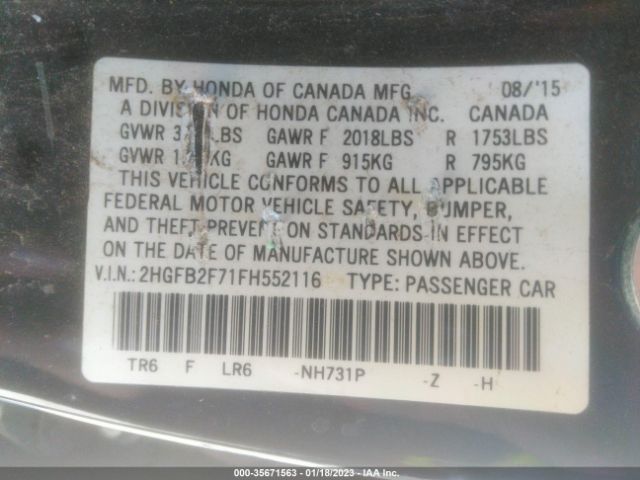 MFD. BY HONDA OF CANADA MFG. 08/'15
A DIVISION OF HONDA CANADA INC. CANADA
GVWR LBS GAWR F 2018LBS R 1753LBS
GVWR KG GAWR F 915KG R 795KG
THIS VEHICLE CONFORMS TO ALL APPLICABLE
FEDERAL MOTOR VEHICLE SAFETY, BUMPER,
AND THEFT PREVENTION STANDARDS IN EFFECT
ON THE DATE OF MANUFACTURE SHOWN ABOVE.
V.I.N.: 2HGFB2F71FH552116 TYPE: PASSENGER CAR
TR6 F LR6 -NH731P -Z -H
000-35671563 - 01/18/2023 - IAA Inc.